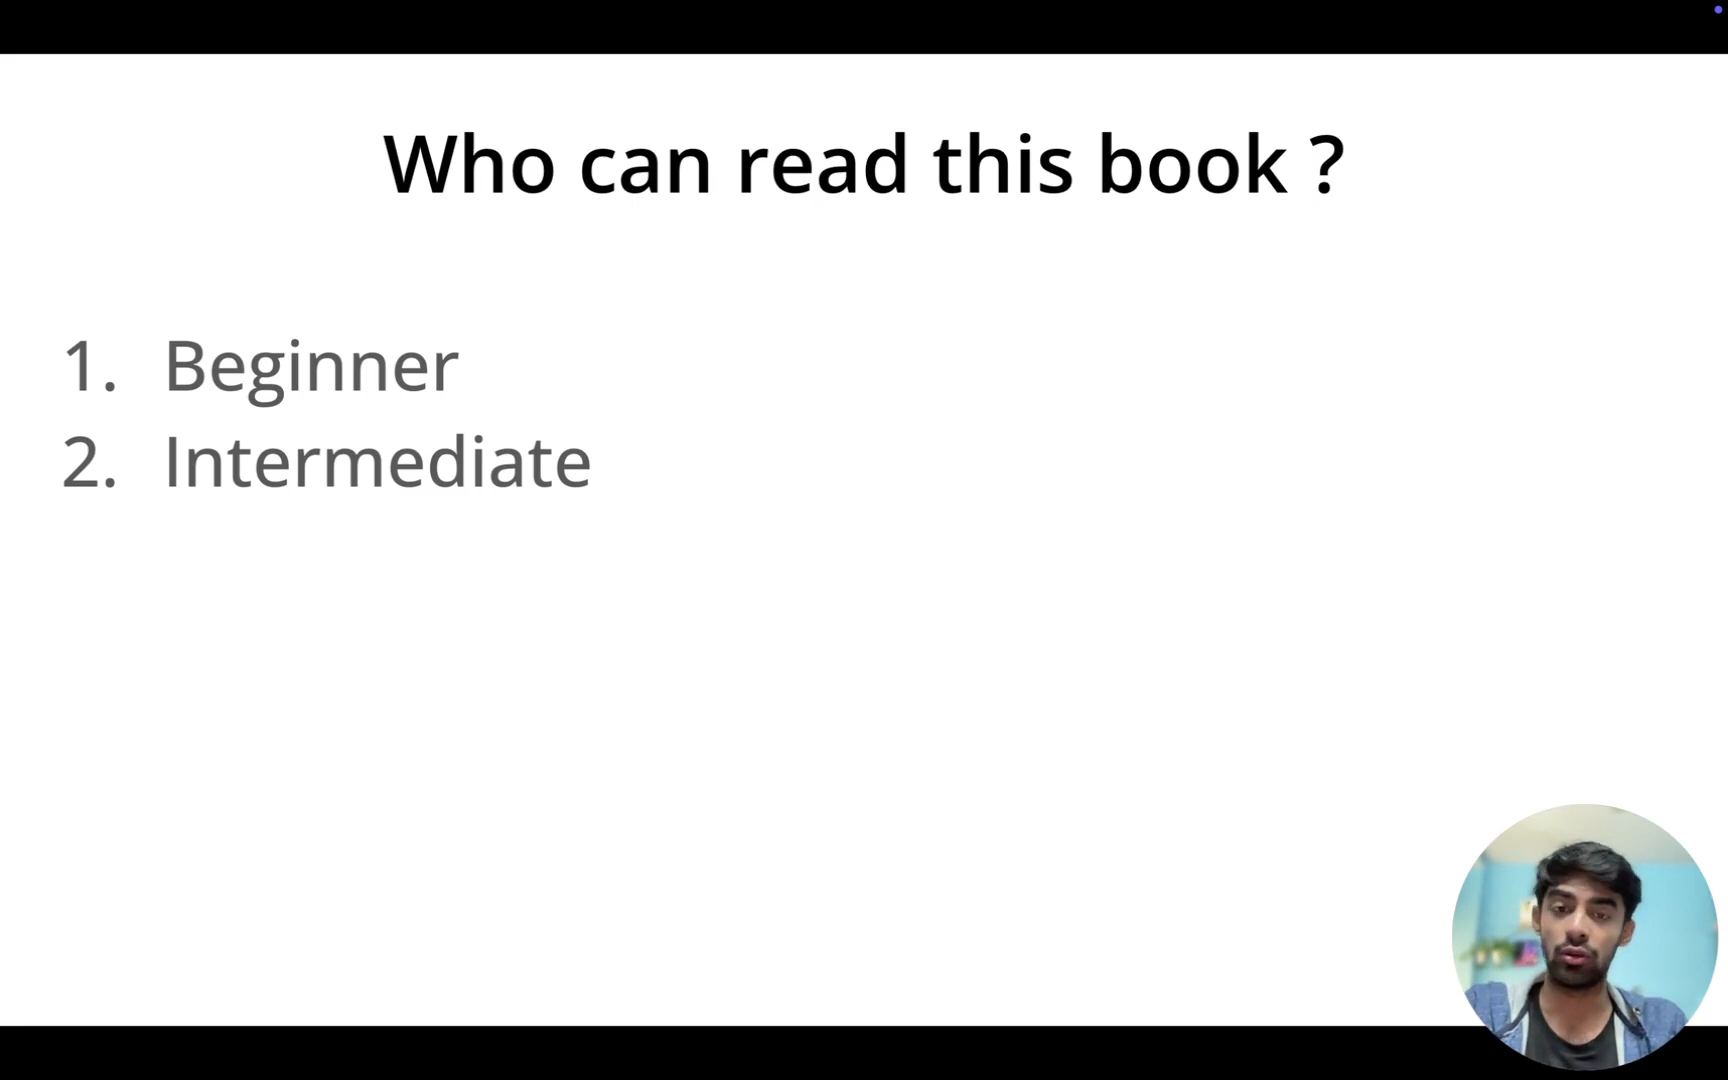 Who can read this book ?
1. Beginner
2. Intermediate